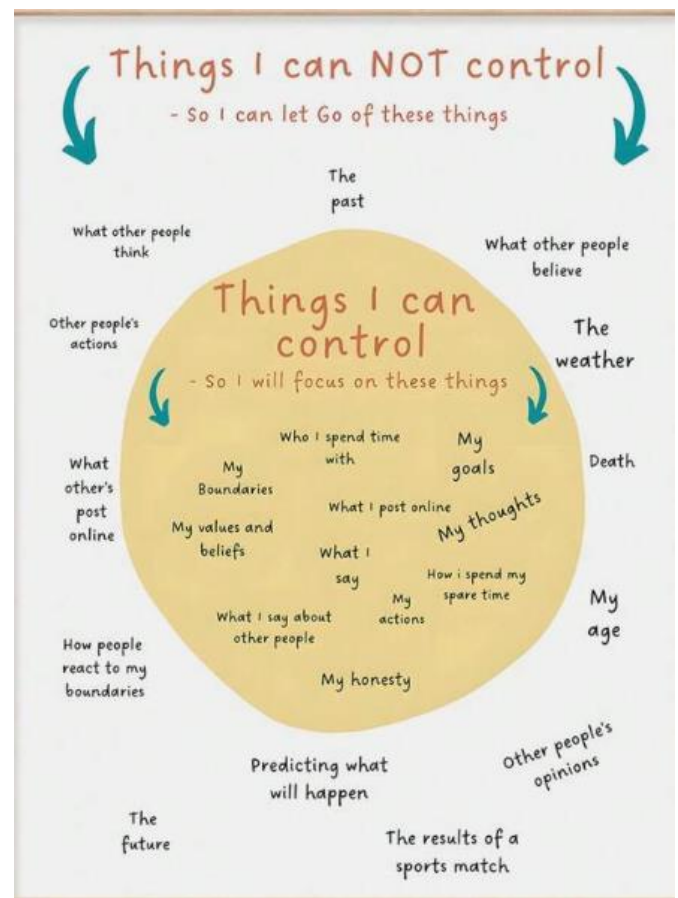 Things I can NOT control
- So I can let Go of these things
The
past
What other people
think
What other people
believe
Other people's
actions
The
weather
Things I can
control
- So I will focus on these things
Who I spend time
with
My
goals
My
Boundaries
What I post online
My thoughts
My values and
beliefs
What I
say
How i spend my
spare time
My
actions
What I say about
other people
My honesty
What
other's
post
online
Death
My
age
How people
react to my
boundaries
Other people's
opinions
Predicting what
will happen
The
future
The results of a
sports match